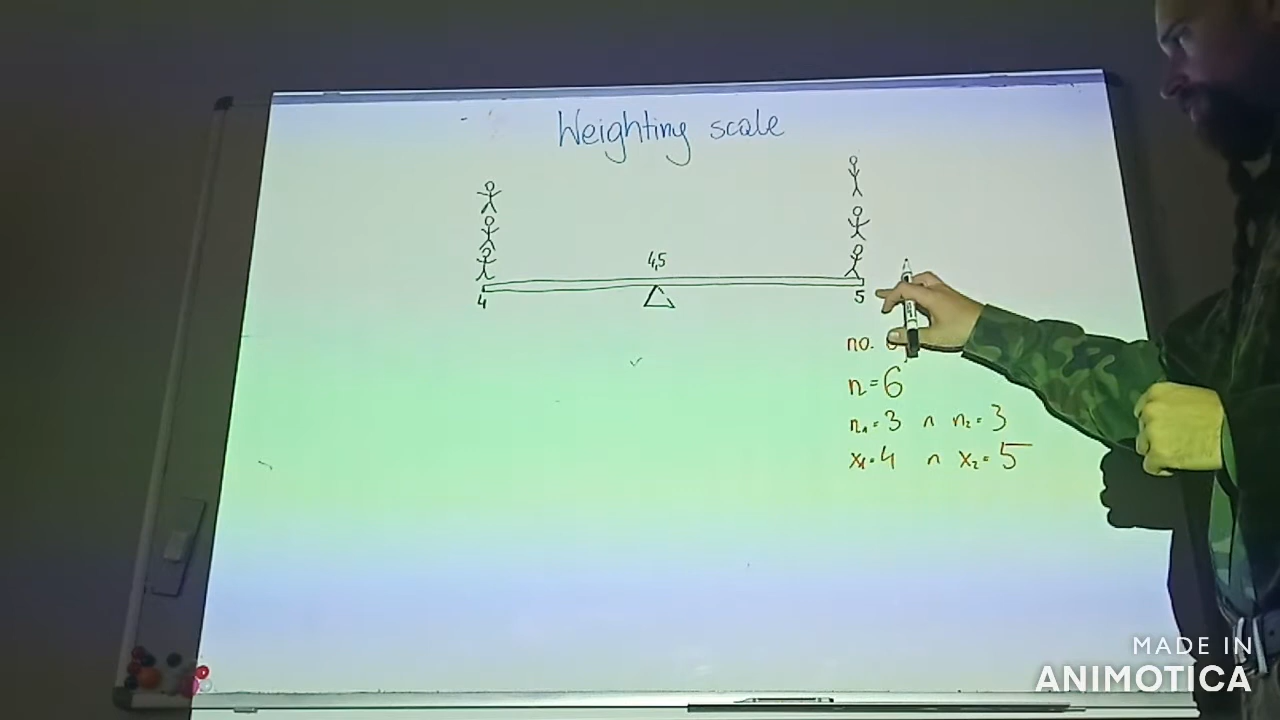 Weighting scale
4,5
4 5
no.
n=6
n₁=3 ∧ n₂=3
x₁=4 ∧ x₂=5
MADE IN
ANIMOTICA